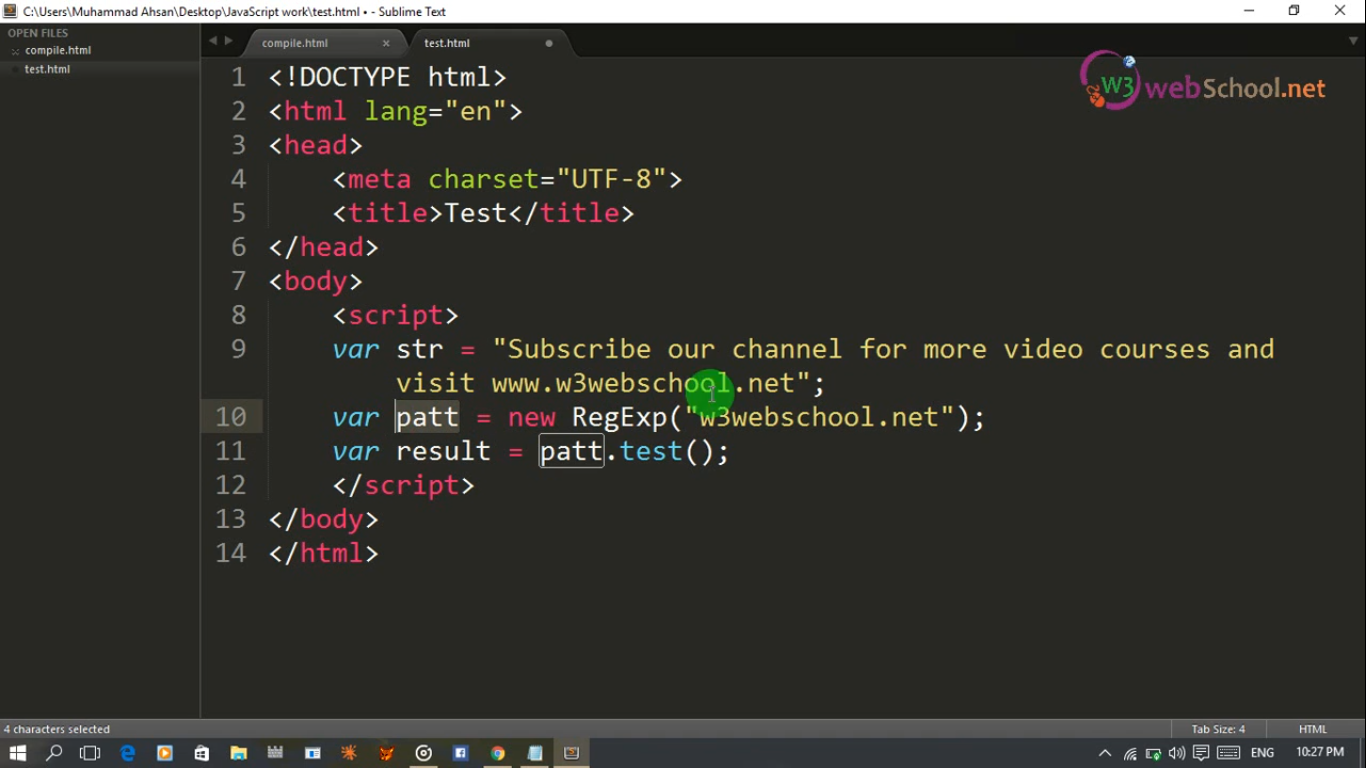 C:\Users\Muhammad Ahsan\Desktop\JavaScript work\test.html • - Sublime Text
OPEN FILES
compile.html
test.html
compile.html
test.html
W3webSchool.net
1 <!DOCTYPE html>
2 <html lang="en">
3 <head>
4 <meta charset="UTF-8">
5 <title>Test</title>
6 </head>
7 <body>
8 <script>
9 var str = "Subscribe our channel for more video courses and
visit www.w3webschool.net";
10 var patt = new RegExp("w3webschool.net");
11 var result = patt.test();
12 </script>
13 </body>
14 </html>
4 characters selected
Tab Size: 4
HTML
ENG
10:27 PM